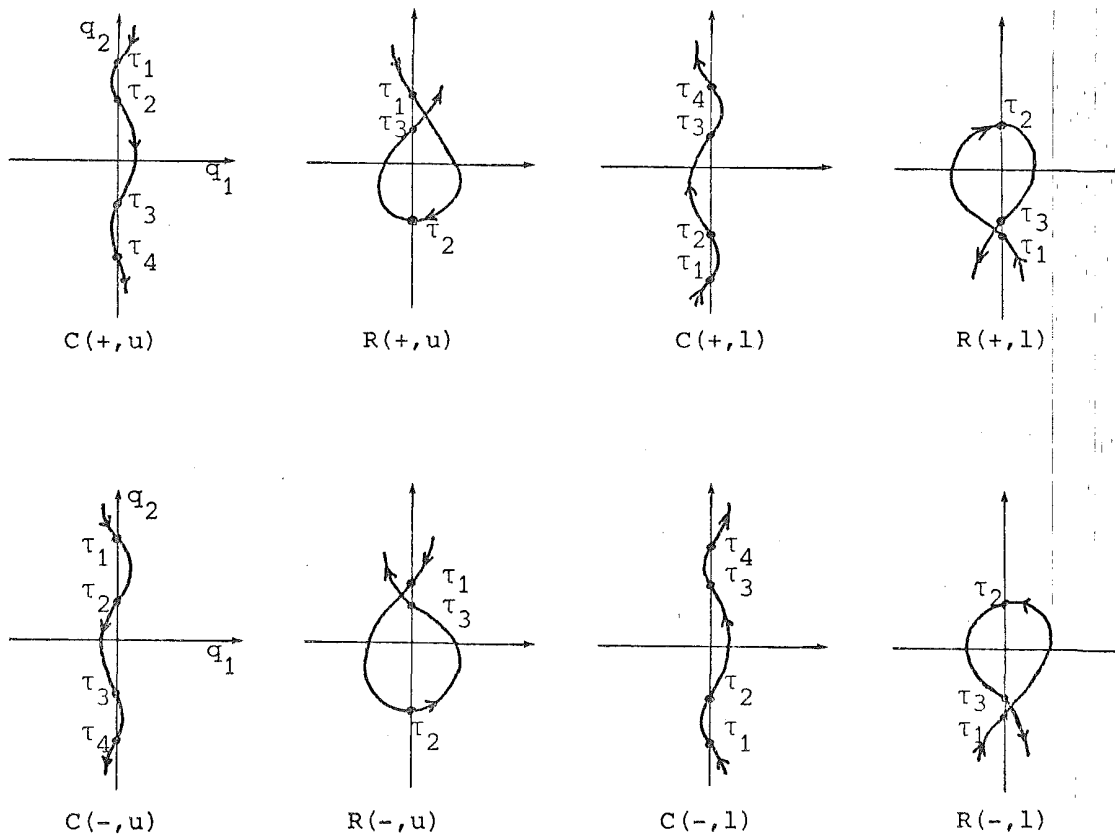 q2
τ1
τ2
q1
τ3
τ4
C(+,u)
τ1
τ3
τ2
R(+,u)
τ4
τ3
τ2
τ1
C(+,l)
τ2
τ3
τ1
R(+,l)
q2
τ1
τ2
q1
τ3
τ4
C(-,u)
τ1
τ3
τ2
R(-,u)
τ4
τ3
τ2
τ1
C(-,l)
τ2
τ3
τ1
R(-,l)